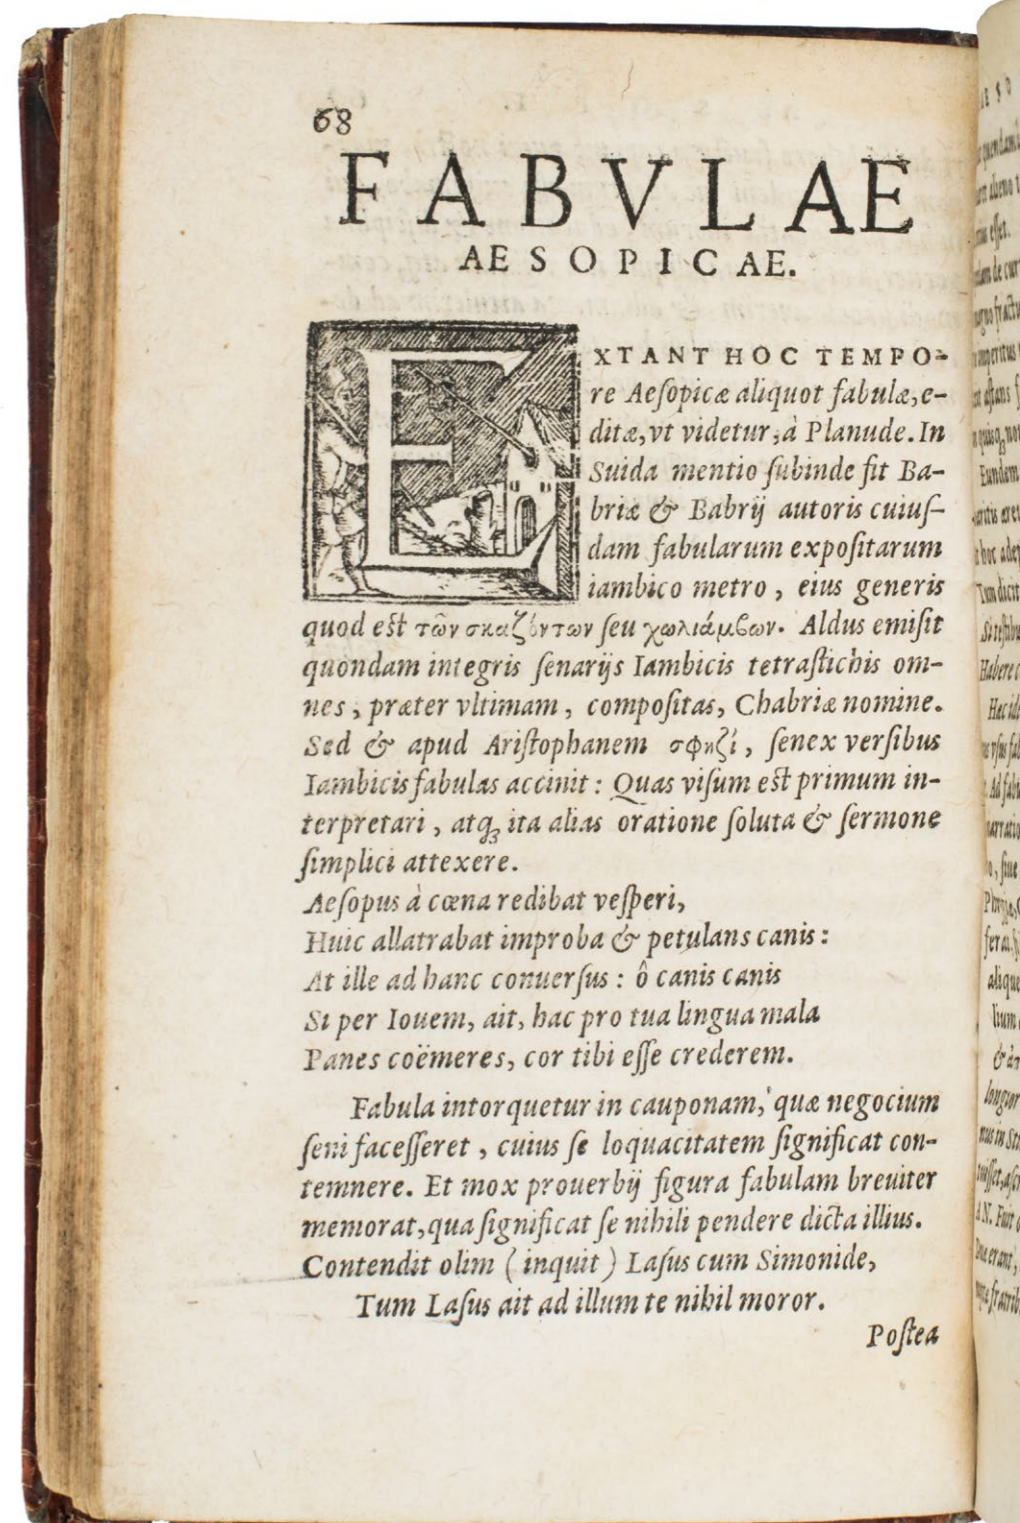 68
FABVLAE
AESOPICAE.
EXTANT HOC TEMPO-
re Aeſopicæ aliquot fabulæ, e-
ditæ, vt videtur, à Planude. In
Suida mentio ſubinde fit Ba-
briæ & Babrij autoris cuiuſ-
dam fabularum expoſitarum
iambico metro, eius generis
quod eſt τῶν σκαζόντων ſeu χωλιάμβων. Aldus emiſit
quondam integris ſenarijs Iambicis tetraſtichis om-
nes, præter vltimam, compoſitas, Chabriæ nomine.
Sed & apud Ariſtophanem σφηζί, ſenex verſibus
Iambicis fabulas accinit: Quas viſum eſt primum in-
terpretari, atq; ita alias oratione ſoluta & ſermone
ſimplici attexere.
Aeſopus à cœna redibat veſperi,
Huic allatrabat improba & petulans canis:
At ille ad hanc conuerſus: ô canis canis
Si per Iouem, ait, hac pro tua lingua mala
Panes coëmeres, cor tibi eſſe crederem.
Fabula intorquetur in cauponam, quæ negocium
ſeni faceſſeret, cuius ſe loquacitatem ſignificat con-
temnere. Et mox prouerbij figura fabulam breuiter
memorat, qua ſignificat ſe nihili pendere dicta illius.
Contendit olim (inquit) Laſus cum Simonide,
Tum Laſus ait ad illum te nihil moror.
Poſtea